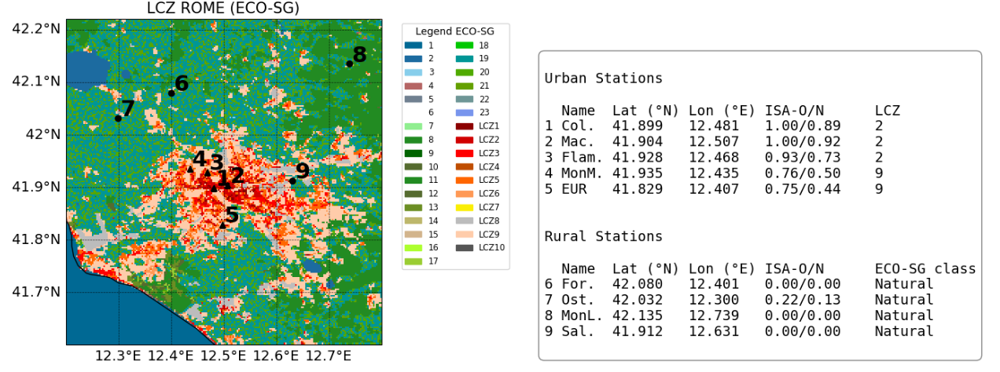 LCZ ROME (ECO-SG)
42.2°N
42.1°N
42°N
41.9°N
41.8°N
41.7°N
12.3°E 12.4°E 12.5°E 12.6°E 12.7°E
8
6
7
4 3
1 2
9
5
Legend ECO-SG
1 18
2 19
3 20
4 21
5 22
6 23
7 LCZ1
8 LCZ2
9 LCZ3
10 LCZ4
11 LCZ5
12 LCZ6
13 LCZ7
14 LCZ8
15 LCZ9
16 LCZ10
17
Urban Stations
Name Lat (°N) Lon (°E) ISA-O/N LCZ
1 Col. 41.899 12.481 1.00/0.89 2
2 Mac. 41.904 12.507 1.00/0.92 2
3 Flam. 41.928 12.468 0.93/0.73 2
4 MonM. 41.935 12.435 0.76/0.50 9
5 EUR 41.829 12.407 0.75/0.44 9
Rural Stations
Name Lat (°N) Lon (°E) ISA-O/N ECO-SG class
6 For. 42.080 12.401 0.00/0.00 Natural
7 Ost. 42.032 12.300 0.22/0.13 Natural
8 MonL. 42.135 12.739 0.00/0.00 Natural
9 Sal. 41.912 12.631 0.00/0.00 Natural